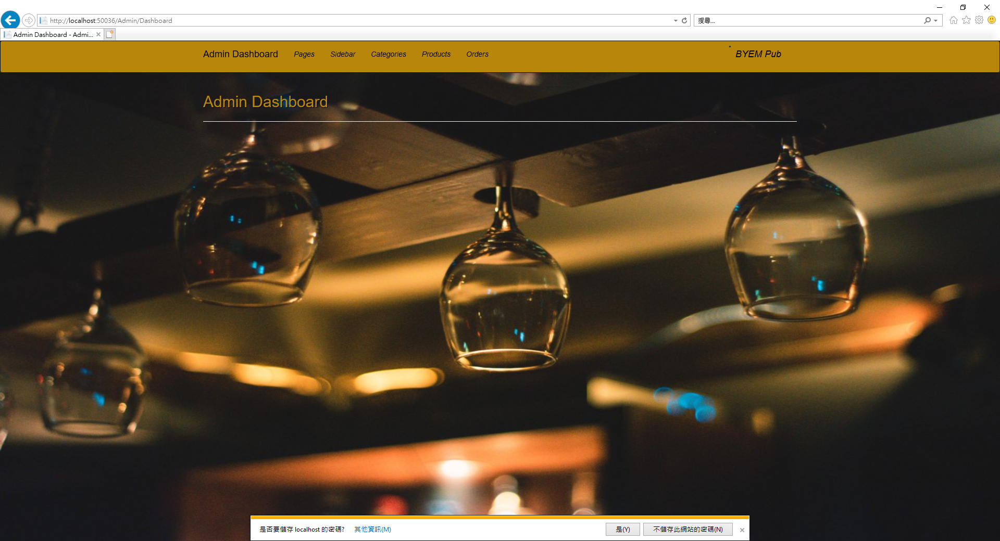 http://localhost:50036/Admin/Dashboard
搜尋...
Admin Dashboard - Admi...
Admin Dashboard Pages Sidebar Categories Products Orders BYEM Pub
Admin Dashboard
是否要儲存 localhost 的密碼? 其他資訊(M) 是(Y) 不儲存此網站的密碼(N)